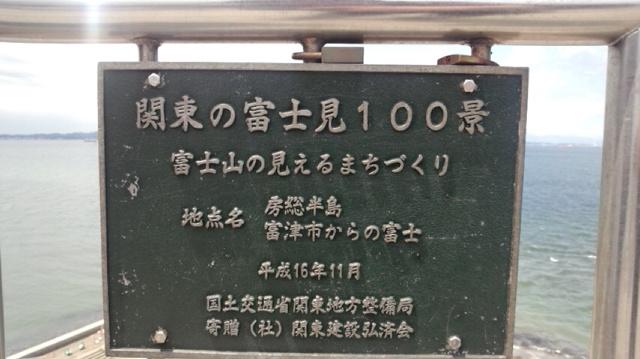 関東の富士見１００景
富士山の見えるまちづくり
地点名 房総半島
富津市からの富士
平成16年11月
国土交通省関東地方整備局
寄贈（社）関東建設弘済会